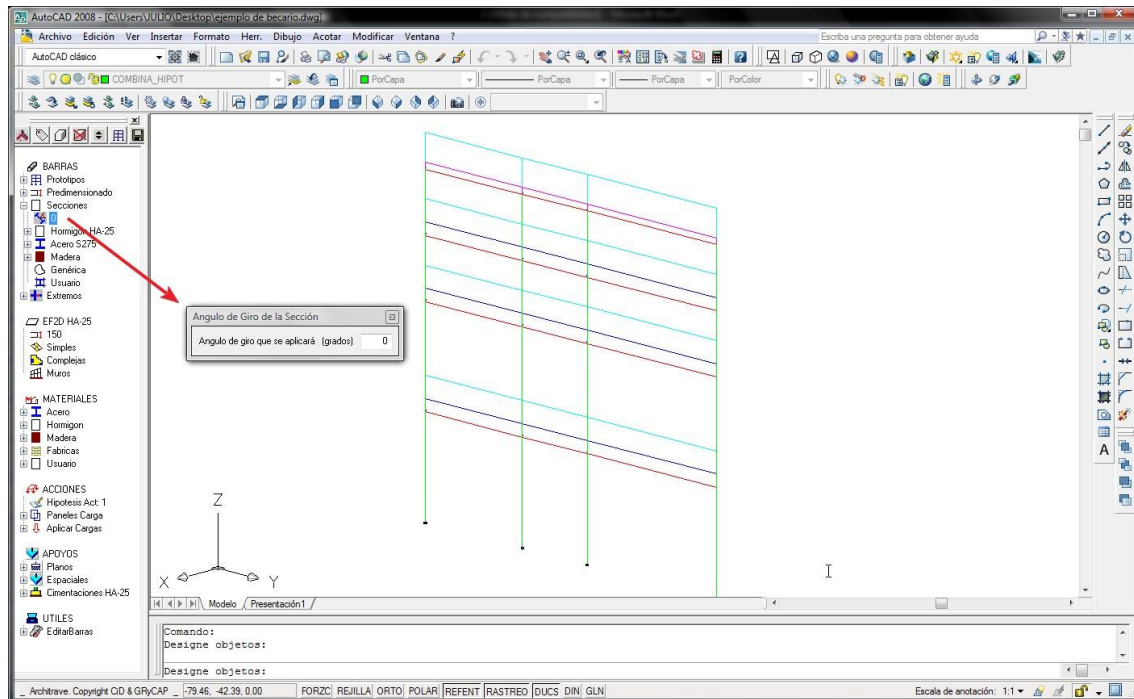 AutoCAD 2008 - [C:\Users\JULIO\Desktop\ejemplo de becario.dwg]
Archivo Edición Ver Insertar Formato Herr. Dibujo Acotar Modificar Ventana ?
Escriba una pregunta para obtener ayuda
AutoCAD clásico
COMBINA_HIPOT
PorCapa
PorCapa
PorCapa
PorColor
BARRAS
Prototipos
Predimensionado
Secciones
0
Hormigon HA-25
Acero S275
Madera
Genérica
Usuario
Extremos
EF2D HA-25
150
Simples
Complejas
Muros
MATERIALES
Acero
Hormigon
Madera
Fabricas
Usuario
ACCIONES
Hipotesis Act: 1
Paneles Carga
Aplicar Cargas
APOYOS
Planos
Espaciales
Cimentaciones HA-25
UTILES
EditarBarras
Angulo de Giro de la Sección
Angulo de giro que se aplicará (grados) 0
Z
X
Y
Modelo
Presentación1
Comando:
Designe objetos:
Designe objetos:
_ Architrave. Copyright CiD & GRyCAP _
-79.46, -42.39, 0.00
FORZC REJILLA ORTO POLAR REFENT RASTREO DUCS DIN GLN
Escala de anotación: 1:1